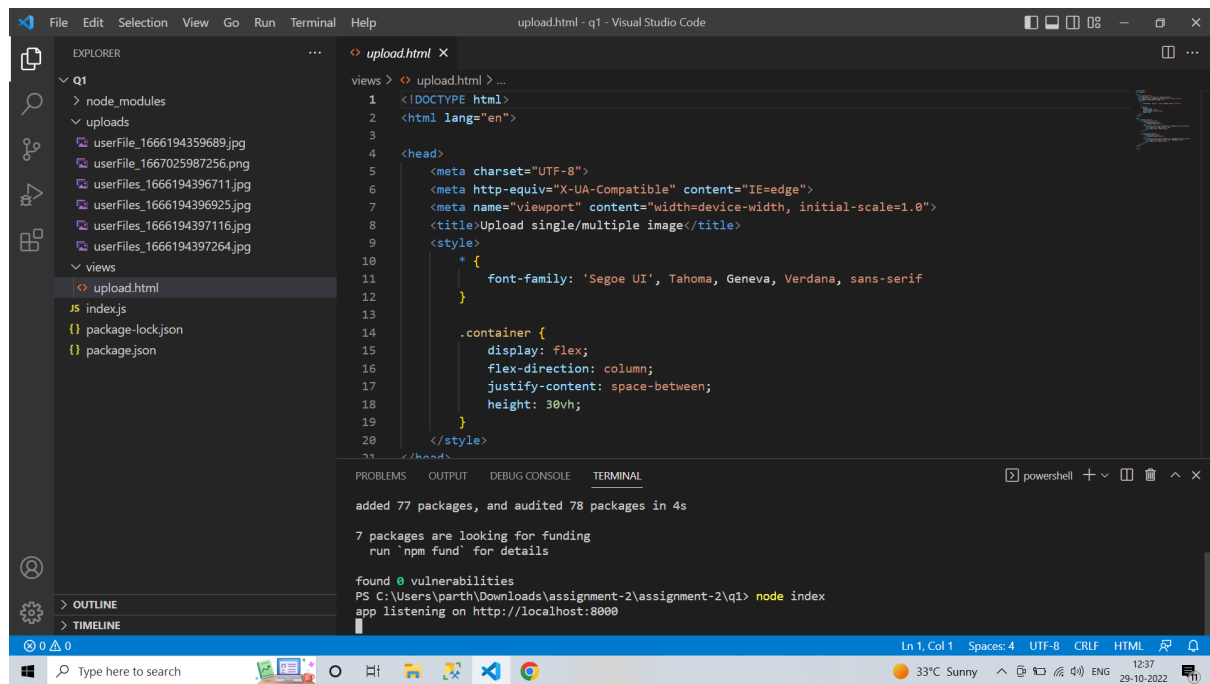 File Edit Selection View Go Run Terminal Help
upload.html - q1 - Visual Studio Code
EXPLORER
Q1
node_modules
uploads
userFile_1666194359689.jpg
userFile_1667025987256.png
userFiles_1666194396711.jpg
userFiles_1666194396925.jpg
userFiles_1666194397116.jpg
userFiles_1666194397264.jpg
views
<> upload.html
JS index.js
{} package-lock.json
{} package.json
OUTLINE
TIMELINE
<> upload.html
views > <> upload.html > ...
1 <!DOCTYPE html>
2 <html lang="en">
3
4 <head>
5 <meta charset="UTF-8">
6 <meta http-equiv="X-UA-Compatible" content="IE=edge">
7 <meta name="viewport" content="width=device-width, initial-scale=1.0">
8 <title>Upload single/multiple image</title>
9 <style>
10 * {
11 font-family: 'Segoe UI', Tahoma, Geneva, Verdana, sans-serif
12 }
13
14 .container {
15 display: flex;
16 flex-direction: column;
17 justify-content: space-between;
18 height: 30vh;
19 }
20 </style>
21 </head>
PROBLEMS OUTPUT DEBUG CONSOLE TERMINAL
powershell
added 77 packages, and audited 78 packages in 4s
7 packages are looking for funding
run `npm fund` for details
found 0 vulnerabilities
PS C:\Users\parth\Downloads\assignment-2\assignment-2\q1> node index
app listening on http://localhost:8000
0 0
Ln 1, Col 1 Spaces: 4 UTF-8 CRLF HTML
Type here to search
33°C Sunny
ENG
12:37
29-10-2022
11